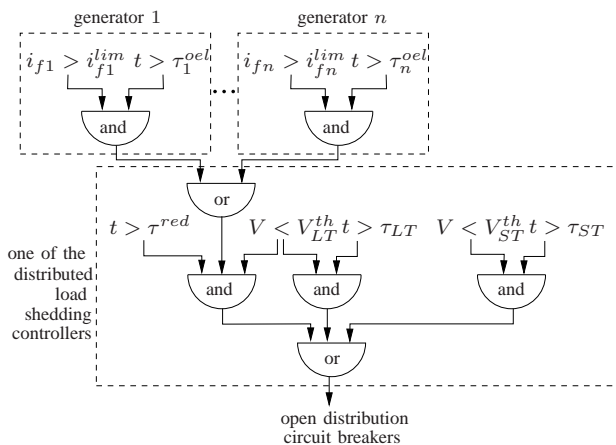 generator 1
generator n
i_{f1} > i_{f1}^{lim} t > τ_1^{oel}
...
i_{fn} > i_{fn}^{lim} t > τ_n^{oel}
and
and
or
t > τ^{red}
V < V_{LT}^{th} t > τ_{LT}
V < V_{ST}^{th} t > τ_{ST}
one of the
distributed
load
shedding
controllers
and
and
and
or
open distribution
circuit breakers